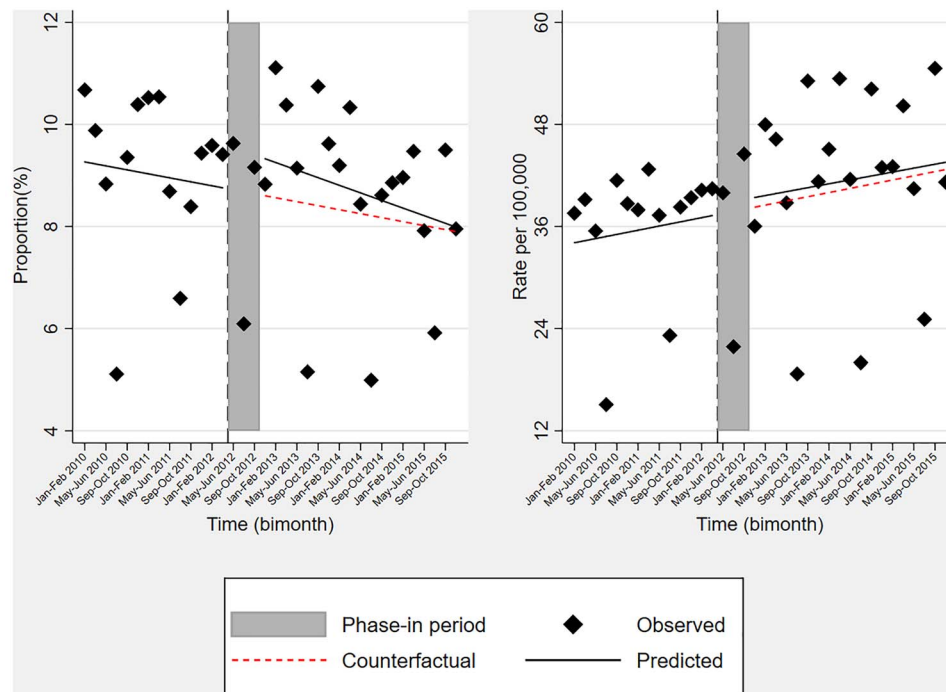 12
10
8
6
4
Proportion(%)
Jan-Feb 2010
May-Jun 2010
Sep-Oct 2010
Jan-Feb 2011
May-Jun 2011
Sep-Oct 2011
Jan-Feb 2012
May-Jun 2012
Sep-Oct 2012
Jan-Feb 2013
May-Jun 2013
Sep-Oct 2013
Jan-Feb 2014
May-Jun 2014
Sep-Oct 2014
Jan-Feb 2015
May-Jun 2015
Sep-Oct 2015
Time (bimonth)
60
48
36
24
12
Rate per 100,000
Jan-Feb 2010
May-Jun 2010
Sep-Oct 2010
Jan-Feb 2011
May-Jun 2011
Sep-Oct 2011
Jan-Feb 2012
May-Jun 2012
Sep-Oct 2012
Jan-Feb 2013
May-Jun 2013
Sep-Oct 2013
Jan-Feb 2014
May-Jun 2014
Sep-Oct 2014
Jan-Feb 2015
May-Jun 2015
Sep-Oct 2015
Time (bimonth)
Phase-in period Observed
Counterfactual Predicted